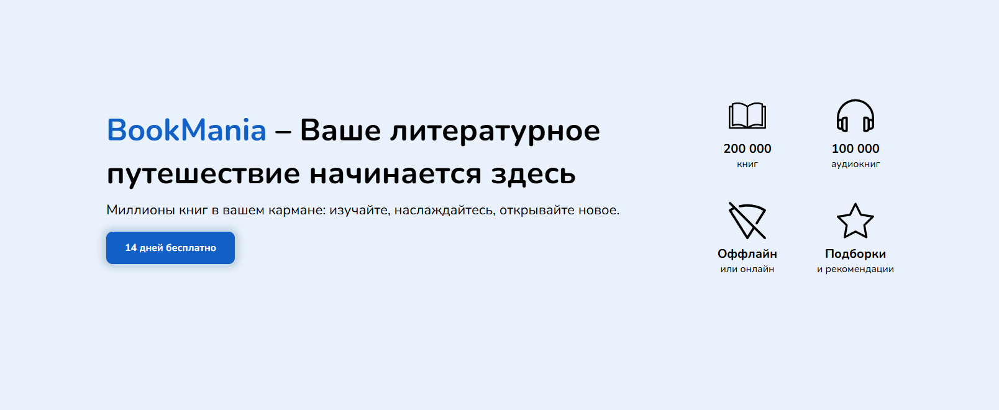 BookMania – Ваше литературное
путешествие начинается здесь
Миллионы книг в вашем кармане: изучайте, наслаждайтесь, открывайте новое.
14 дней бесплатно
200 000
книг
100 000
аудиокниг
Оффлайн
или онлайн
Подборки
и рекомендации